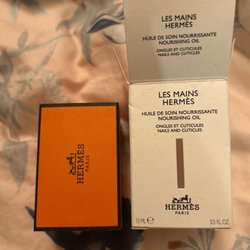 LES MAINS
HERMÈS
HUILE DE SOIN NOURRISSANTE
NOURISHING OIL
ONGLES ET CUTICULES
NAILS AND CUTICLES
LES MAINS
HERMÈS
HUILE DE SOIN NOURRISSANTE
NOURISHING OIL
ONGLES ET CUTICULES
NAILS AND CUTICLES
HERMÈS
PARIS
15 ML℮
HERMÈS
PARIS
0.5 FL.OZ.